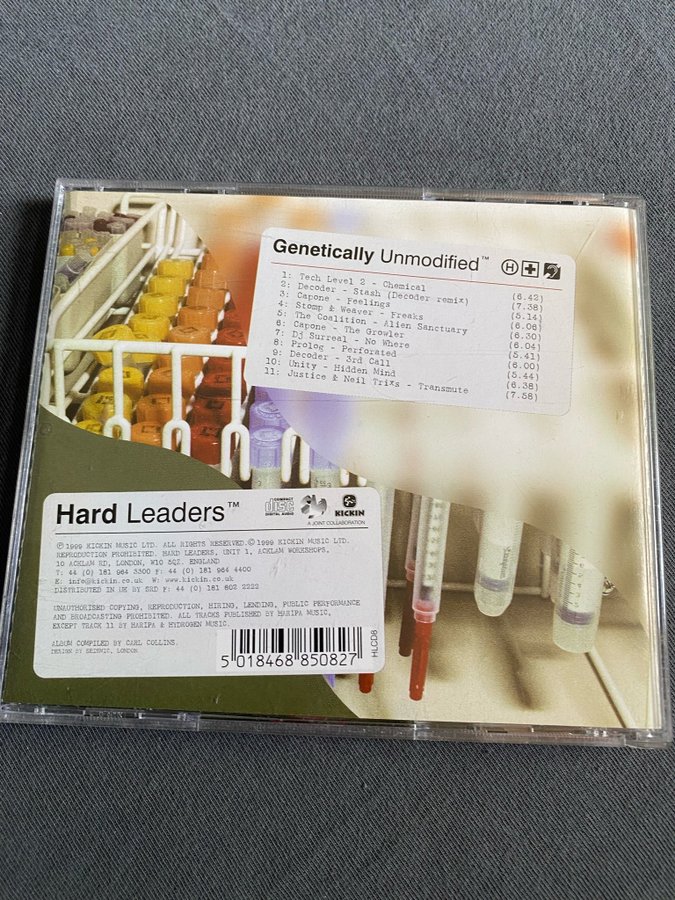 Genetically Unmodified™ H
1: Tech Level 2 - Chemical (6.42)
2: Decoder - Stash (Decoder remix) (7.38)
3: Capone - Feelings (5.14)
4: Stomp & Weaver - Freaks (6.06)
5: The Coalition - Alien Sanctuary (6.30)
6: Capone - The Growler (6.04)
7: Dj Surreal - No Where (5.41)
8: Prolog - Perforated (6.00)
9: Decoder - 3rd Call (5.44)
10: Unity - Hidden Mind (6.38)
11: Justice & Neil Trixs - Transmute (7.58)
Hard Leaders™
COMPACT disc DIGITAL AUDIO
KICKIN
A JOINT COLLABORATION
℗ 1999 KICKIN MUSIC LTD. ALL RIGHTS RESERVED.© 1999 KICKIN MUSIC LTD.
REPRODUCTION PROHIBITED. HARD LEADERS, UNIT 1, ACKLAM WORKSHOPS,
10 ACKLAM RD, LONDON, W10 5QZ. ENGLAND
T: 44 (0) 181 964 3300 F: 44 (0) 181 964 4400
E: info@kickin.co.uk W: www.kickin.co.uk
DISTRIBUTED IN UK BY SRD F: 44 (0) 181 802 2222
UNAUTHORISED COPYING, REPRODUCTION, HIRING, LENDING, PUBLIC PERFORMANCE
AND BROADCASTING PROHIBITED. ALL TRACKS PUBLISHED BY HARIPA MUSIC,
EXCEPT TRACK 11 BY HARIPA & HYDROGEN MUSIC.
ALBUM COMPILED BY CARL COLLINS.
DESIGN BY LONDON
5 018468 850827
HLCD8